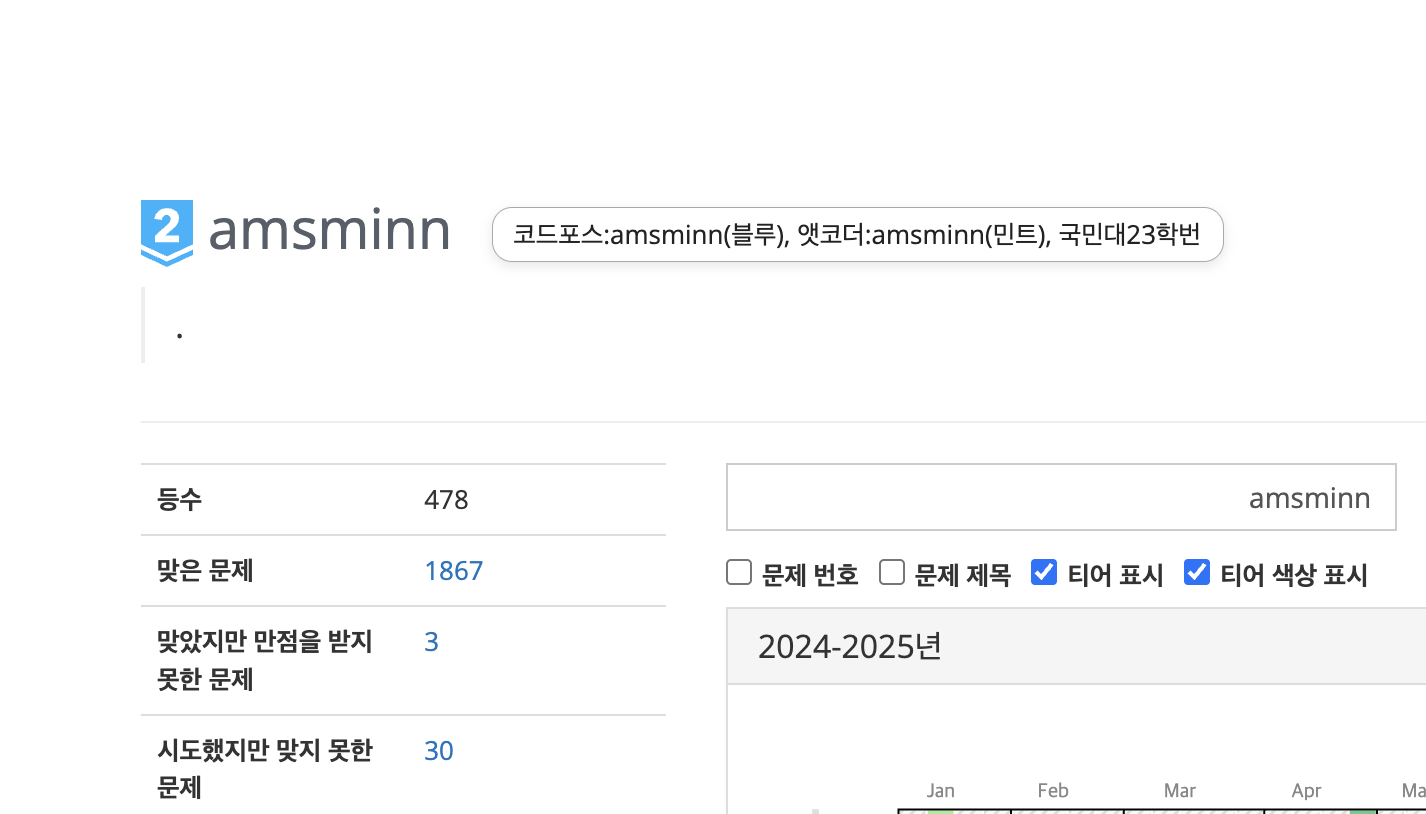 2 amsminn
코드포스:amsminn(블루), 앳코더:amsminn(민트), 국민대23학번
.
등수 478
맞은 문제 1867
맞았지만 만점을 받지 3
못한 문제
시도했지만 맞지 못한 30
문제
amsminn
문제 번호 문제 제목 티어 표시 티어 색상 표시
2024-2025년
Jan Feb Mar Apr